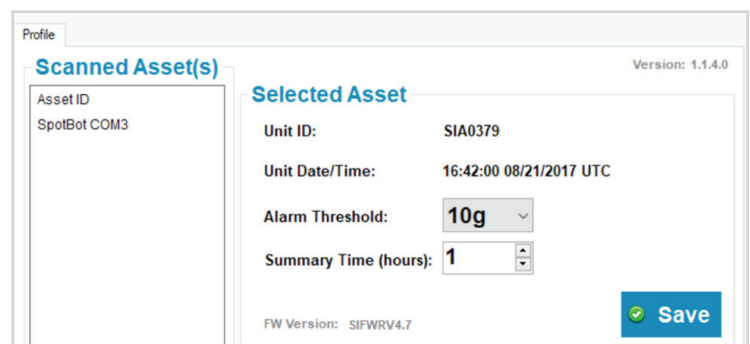 Profile
Scanned Asset(s)
Version: 1.1.4.0
Asset ID
SpotBot COM3
Selected Asset
Unit ID: SIA0379
Unit Date/Time: 16:42:00 08/21/2017 UTC
Alarm Threshold: 10g
Summary Time (hours): 1
FW Version: SIFWRV4.7
Save